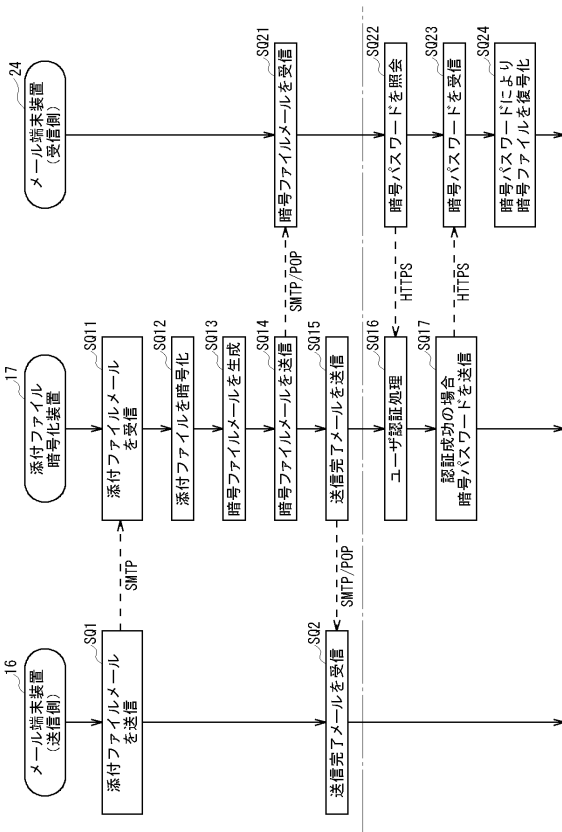 16
メール端末装置
(送信側)
SQ1
添付ファイルメール
を送信
SMTP
SQ2
送信完了メールを受信
SMTP/POP
17
添付ファイル
暗号化装置
SQ11
添付ファイルメール
を受信
SQ12
添付ファイルを暗号化
SQ13
暗号ファイルメールを生成
SQ14
暗号ファイルメールを送信
SMTP/POP
SQ15
送信完了メールを送信
SQ16
ユーザ認証処理
HTTPS
SQ17
認証成功の場合
暗号パスワードを送信
HTTPS
24
メール端末装置
(受信側)
SQ21
暗号ファイルメールを受信
SQ22
暗号パスワードを照会
SQ23
暗号パスワードを受信
SQ24
暗号パスワードにより
暗号ファイルを復号化